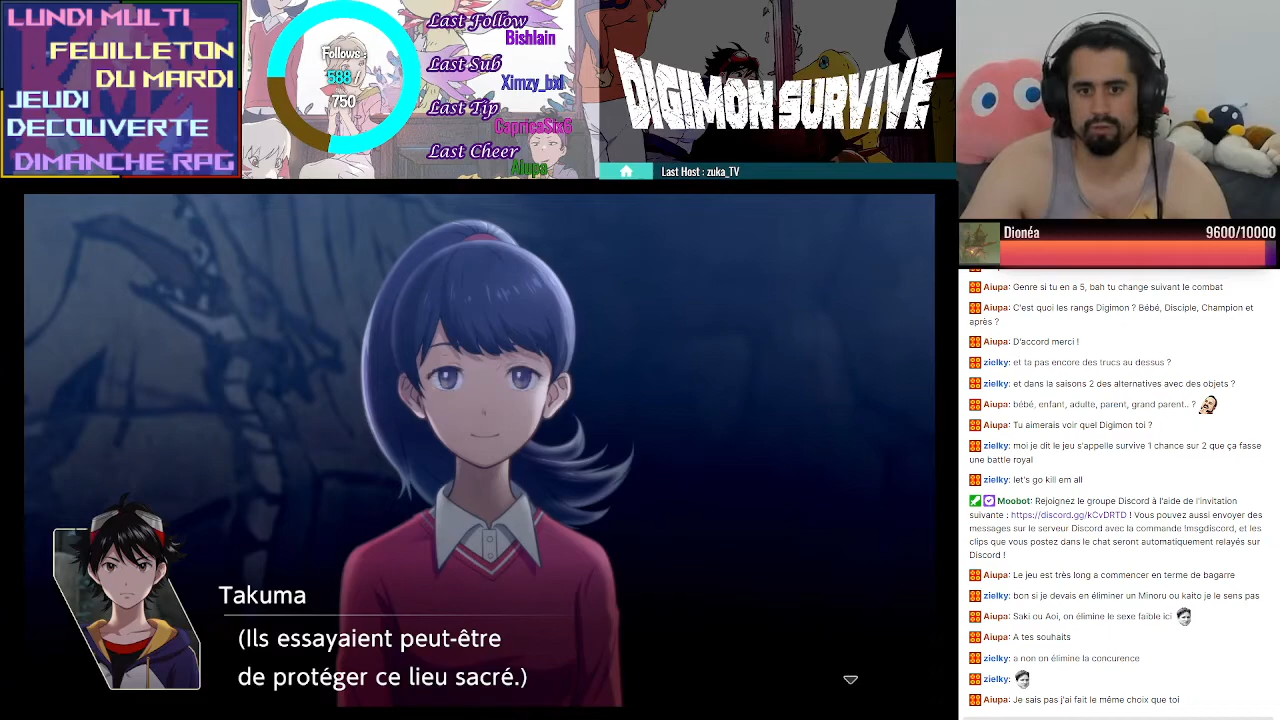 LUNDI MULTI
FEUILLETON
DU MARDI
JEUDI
DECOUVERTE
DIMANCHE RPG
Follows :
588 /
750
Last Follow
Bishlain
Last Sub
Ximzy_bxl
Last Tip
CapricaSix6
Last Cheer
Aiupa
DIGIMON SURVIVE
Last Host : zuka_TV
Dionéa 9600/10000
Aiupa: Genre si tu en a 5, bah tu change suivant le combat
Aiupa: C'est quoi les rangs Digimon ? Bébé, Disciple, Champion et
après ?
Aiupa: D'accord merci !
zielky: et ta pas encore des trucs au dessus ?
zielky: et dans la saisons 2 des alternatives avec des objets ?
Aiupa: bébé, enfant, adulte, parent, grand parent.. ?
Aiupa: Tu aimerais voir quel Digimon toi ?
zielky: moi je dit le jeu s'appelle survive 1 chance sur 2 que ça fasse
une battle royal
zielky: let's go kill em all
Moobot: Rejoignez le groupe Discord à l'aide de l'invitation
suivante : https://discord.gg/kCvDRTD ! Vous pouvez aussi envoyer des
messages sur le serveur Discord avec la commande !msgdiscord, et les
clips que vous postez dans le chat seront automatiquement relayés sur
Discord !
Aiupa: Le jeu est très long a commencer en terme de bagarre
zielky: bon si je devais en éliminer un Minoru ou kaito je le sens pas
Aiupa: Saki ou Aoi, on élimine le sexe faible ici
Aiupa: A tes souhaits
zielky: a non on élimine la concurence
zielky:
Aiupa: Je sais pas j'ai fait le même choix que toi
Takuma
(Ils essayaient peut-être
de protéger ce lieu sacré.)